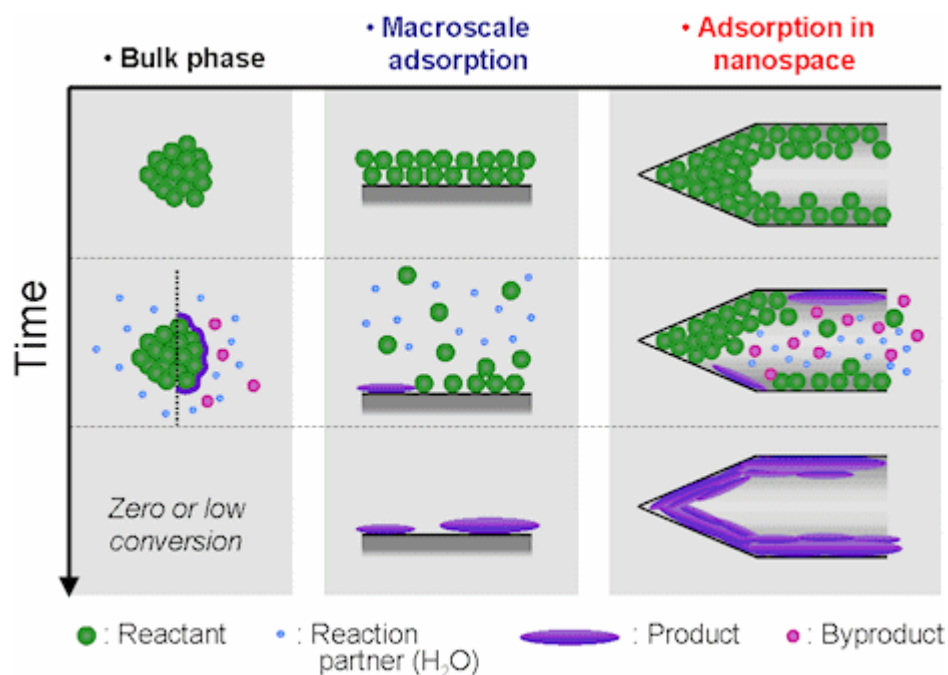 • Bulk phase
• Macroscale
adsorption
• Adsorption in
nanospace
Time
Zero or low
conversion
: Reactant
: Reaction
partner (H₂O)
: Product
: Byproduct